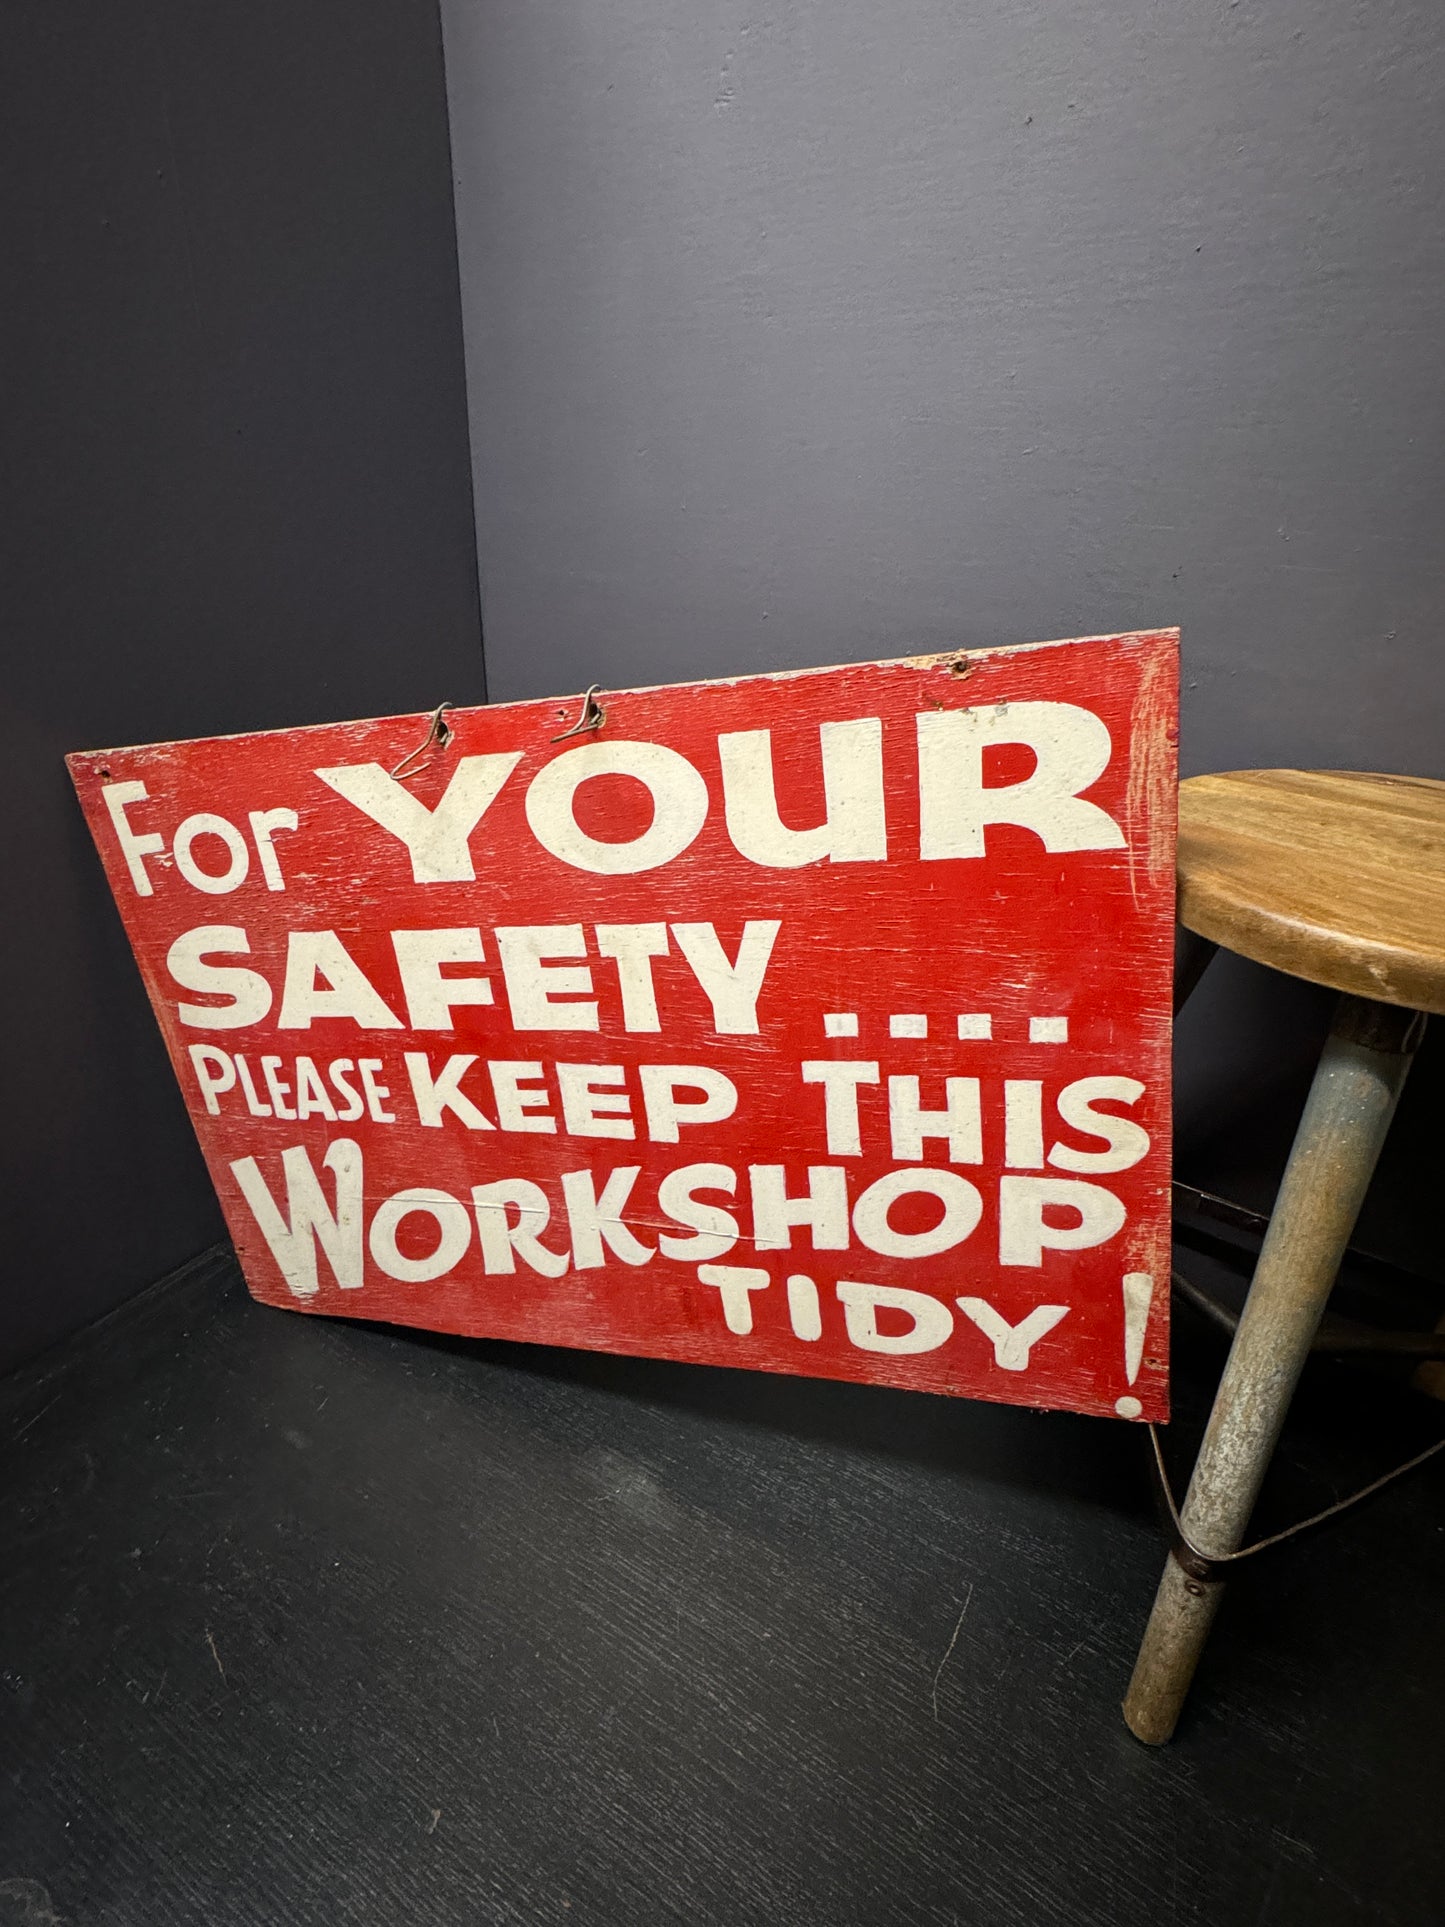 For YOUR
SAFETY ....
PLEASE KEEP THIS
WORKSHOP
TIDY !